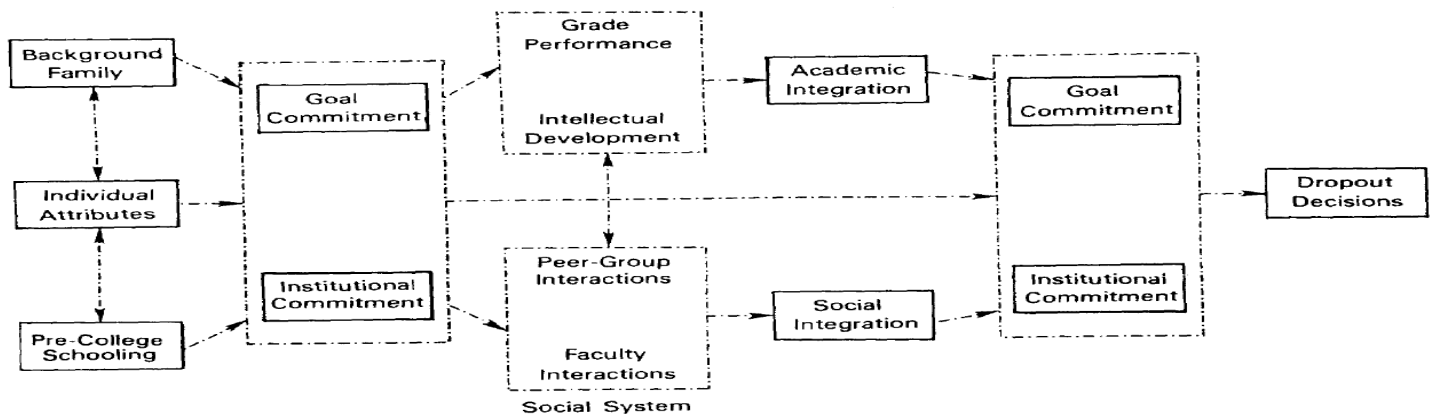 Background
Family
Individual
Attributes
Pre-College
Schooling
Goal
Commitment
Institutional
Commitment
Grade
Performance
Intellectual
Development
Peer-Group
Interactions
Faculty
Interactions
Social System
Academic
Integration
Social
Integration
Goal
Commitment
Institutional
Commitment
Dropout
Decisions